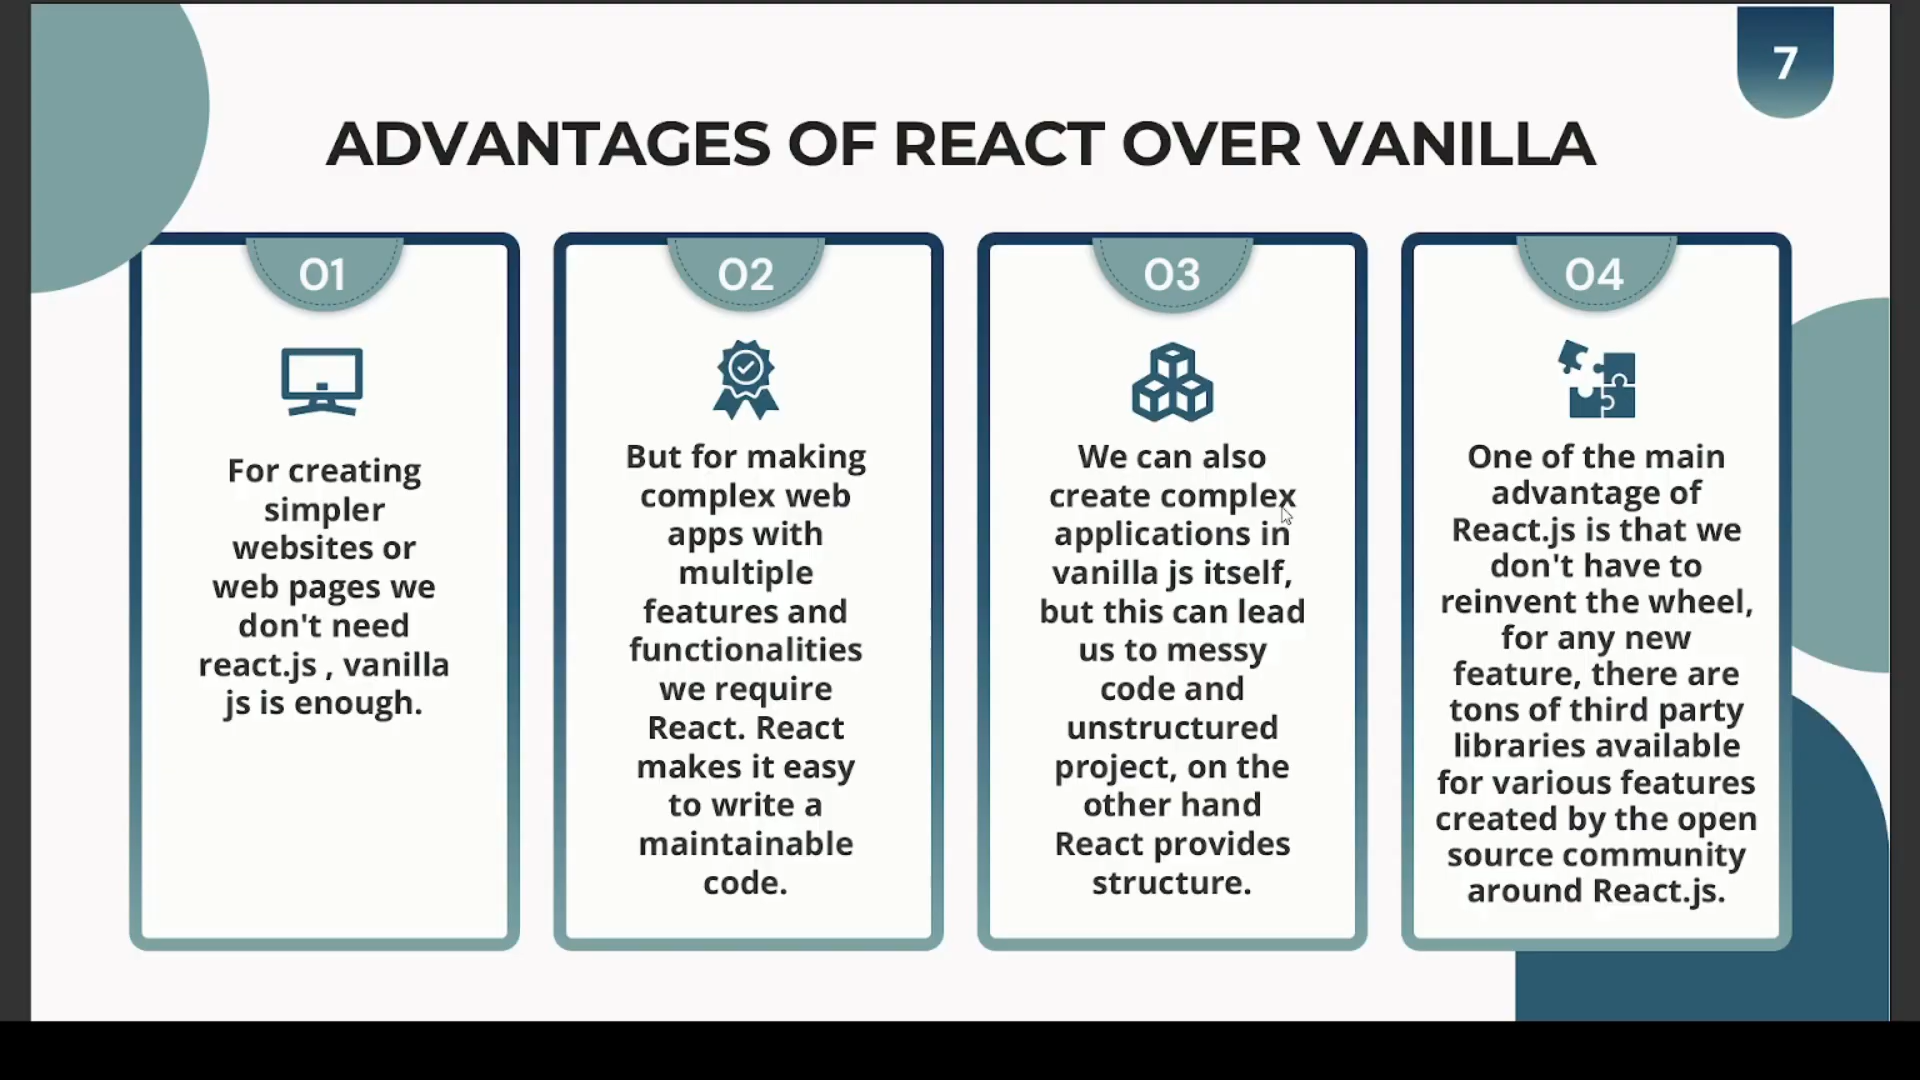 7
ADVANTAGES OF REACT OVER VANILLA
01
For creating
simpler
websites or
web pages we
don't need
react.js , vanilla
js is enough.
02
But for making
complex web
apps with
multiple
features and
functionalities
we require
React. React
makes it easy
to write a
maintainable
code.
03
We can also
create complex
applications in
vanilla js itself,
but this can lead
us to messy
code and
unstructured
project, on the
other hand
React provides
structure.
04
One of the main
advantage of
React.js is that we
don't have to
reinvent the wheel,
for any new
feature, there are
tons of third party
libraries available
for various features
created by the open
source community
around React.js.